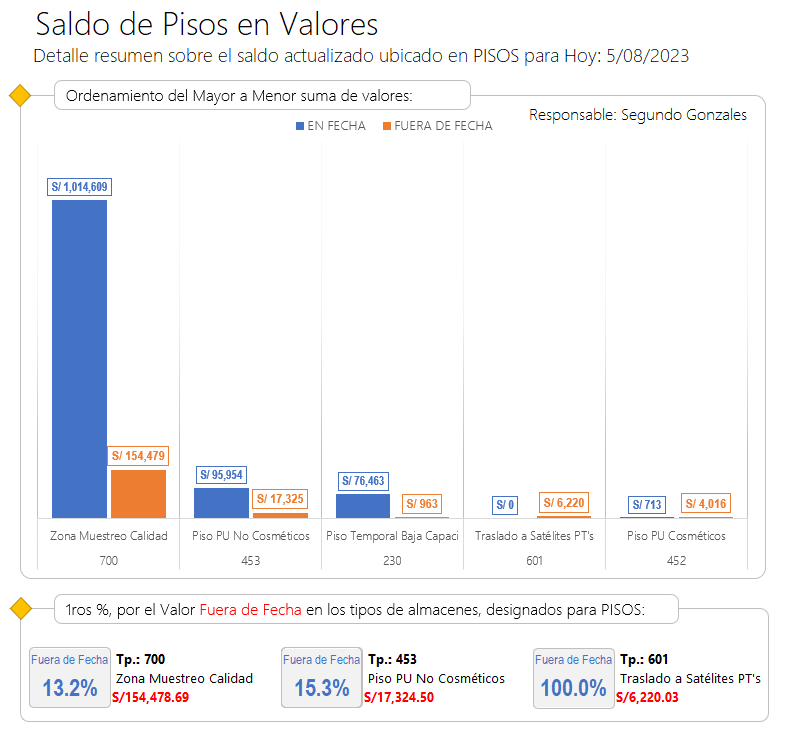 Saldo de Pisos en Valores
Detalle resumen sobre el saldo actualizado ubicado en PISOS para Hoy: 5/08/2023
Ordenamiento del Mayor a Menor suma de valores:
Responsable: Segundo Gonzales
EN FECHA FUERA DE FECHA
S/ 1,014,609
S/ 154,479
S/ 95,954
S/ 17,325
S/ 76,463
S/ 963
S/ 0
S/ 6,220
S/ 713
S/ 4,016
Zona Muestreo Calidad Piso PU No Cosméticos Piso Temporal Baja Capaci Traslado a Satélites PT's Piso PU Cosméticos
700 453 230 601 452
1ros %, por el Valor Fuera de Fecha en los tipos de almacenes, designados para PISOS:
Fuera de Fecha
13.2%
Tp.: 700
Zona Muestreo Calidad
S/154,478.69
Fuera de Fecha
15.3%
Tp.: 453
Piso PU No Cosméticos
S/17,324.50
Fuera de Fecha
100.0%
Tp.: 601
Traslado a Satélites PT's
S/6,220.03